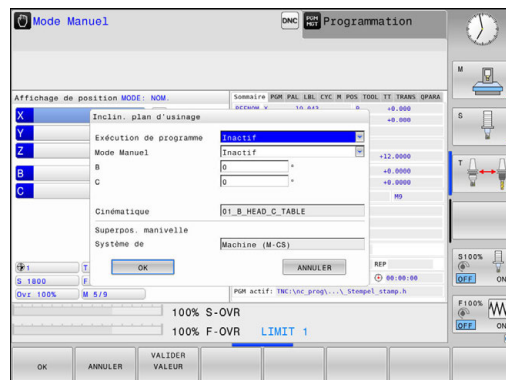 Mode Manuel
DNC
PGM MGT
Programmation
Affichage de position MODE: NOM.
Sommaire PGM PAL LBL CYC M POS TOOL TT TRANS QPARA
X
+0.000
Inclin. plan d'usinage
+0.000
Y
Exécution de programme Inactif
Z
Mode Manuel Inactif
+12.0000
B
B 0 °
+0.0000
C
C 0 °
+0.0000
M9
Cinématique 01_B_HEAD_C_TABLE
Superpos. manivelle
Système de Machine (M-CS)
OK
ANNULER
1
T
REP
S 1800
F
00:00:00
Ovr 100%
M 5/9
PGM actif: TNC:\nc_prog\...\_Stempel_stamp.h
100% S-OVR
100% F-OVR LIMIT 1
OK
ANNULER
VALIDER VALEUR
M
S
T
S100%
OFF ON
F100%
OFF ON